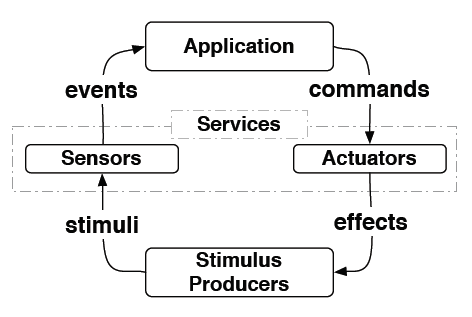 Application
events
commands
Services
Sensors
Actuators
stimuli
effects
Stimulus
Producers